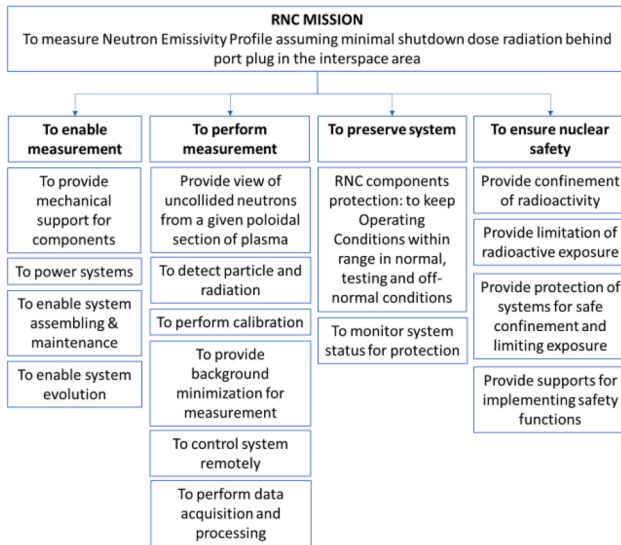 RNC MISSION
To measure Neutron Emissivity Profile assuming minimal shutdown dose radiation behind
port plug in the interspace area
To enable
measurement
To provide
mechanical
support for
components
To power systems
To enable system
assembling &
maintenance
To enable system
evolution
To perform
measurement
Provide view of
uncollided neutrons
from a given poloidal
section of plasma
To detect particle and
radiation
To perform calibration
To provide
background
minimization for
measurement
To control system
remotely
To perform data
acquisition and
processing
To preserve system
RNC components
protection: to keep
Operating
Conditions within
range in normal,
testing and off-
normal conditions
To monitor system
status for protection
To ensure nuclear
safety
Provide confinement
of radioactivity
Provide limitation of
radioactive exposure
Provide protection of
systems for safe
confinement and
limiting exposure
Provide supports for
implementing safety
functions